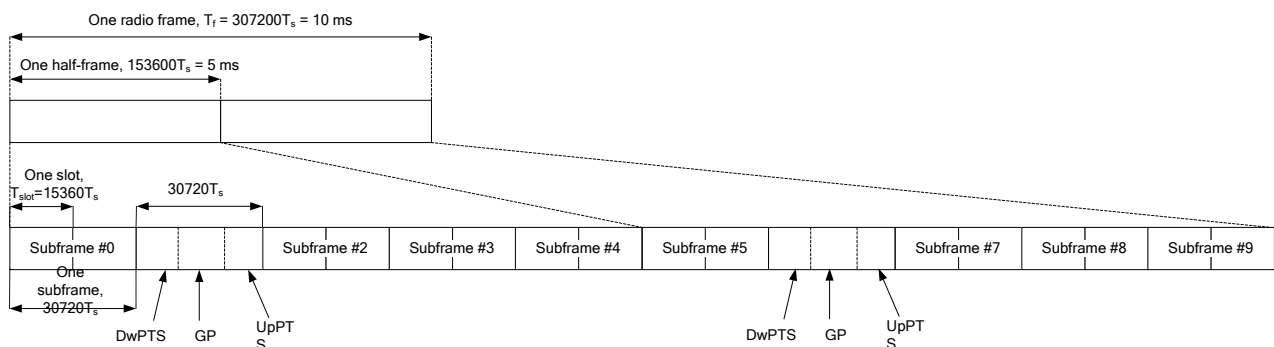 One radio frame, Tf = 307200Ts = 10 ms
One half-frame, 153600Ts = 5 ms
One slot,
Tslot=15360Ts
30720Ts
Subframe #0
Subframe #2
Subframe #3
Subframe #4
Subframe #5
Subframe #7
Subframe #8
Subframe #9
One
subframe,
30720Ts
DwPTS
GP
UpPT
S
DwPTS
GP
UpPT
S